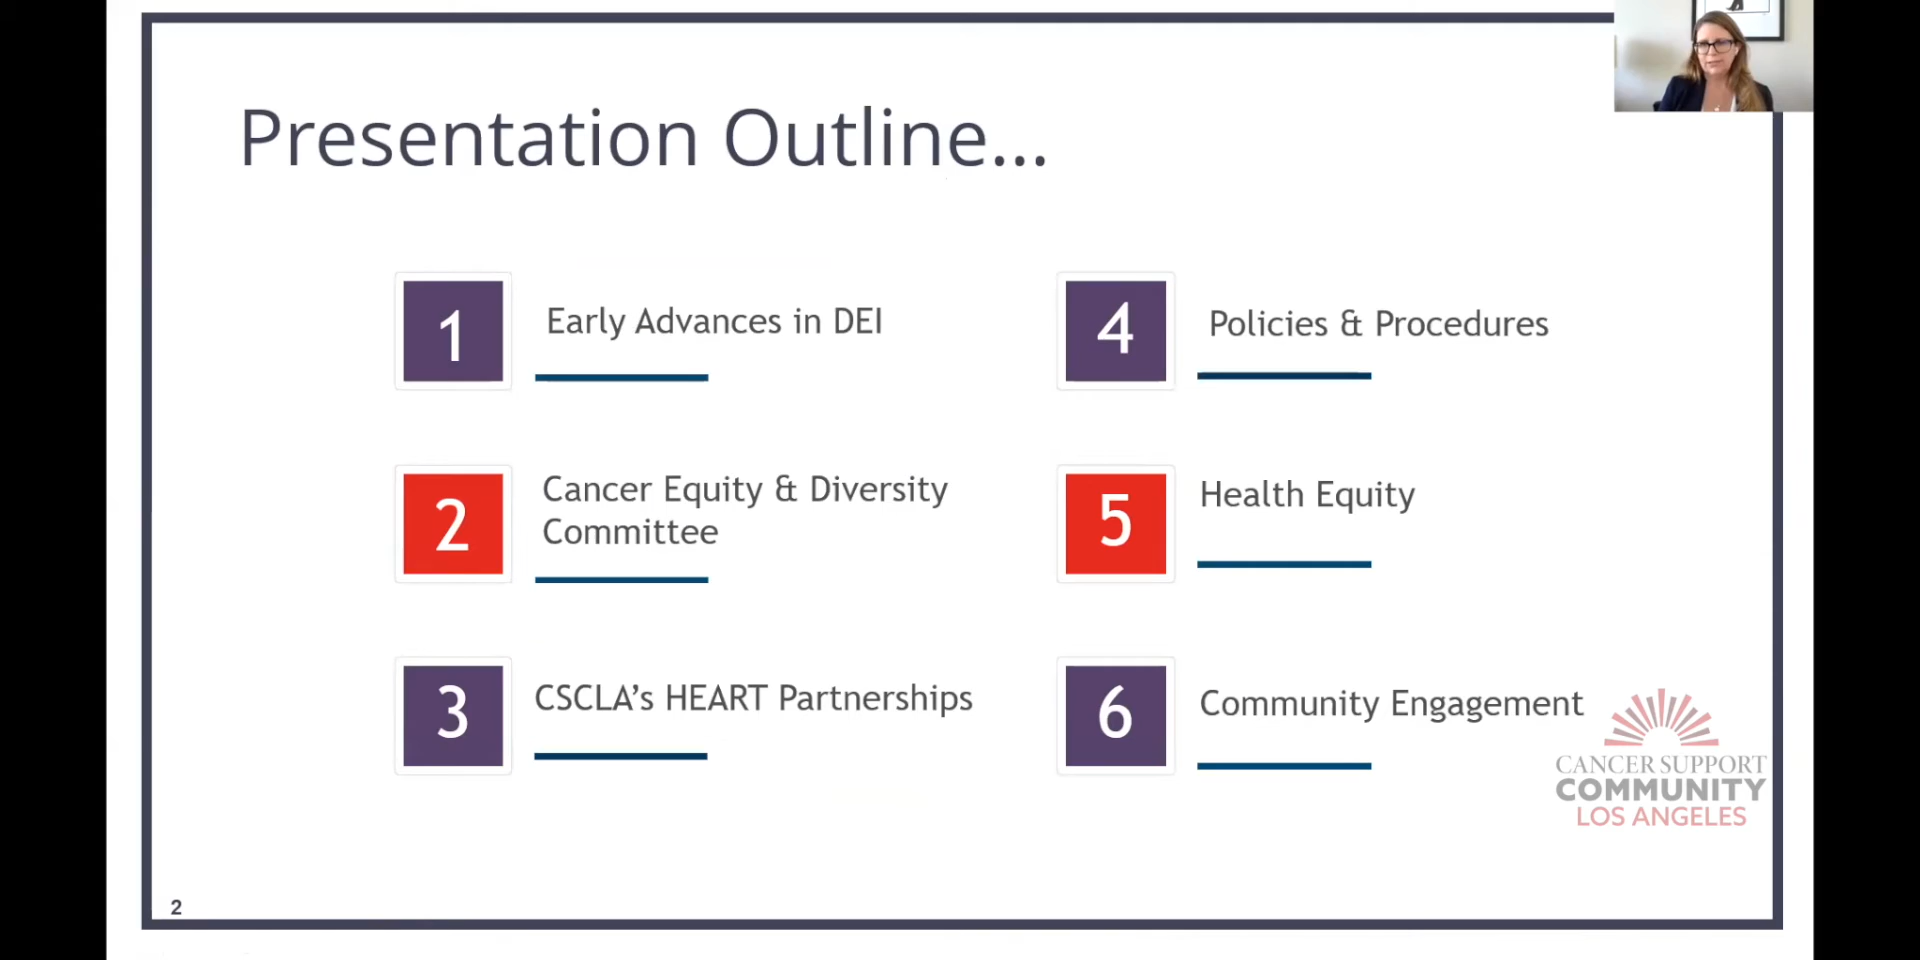 Presentation Outline...
1
Early Advances in DEI
2
Cancer Equity & Diversity
Committee
3
CSCLA’s HEART Partnerships
4
Policies & Procedures
5
Health Equity
6
Community Engagement
CANCER SUPPORT
COMMUNITY
LOS ANGELES
2